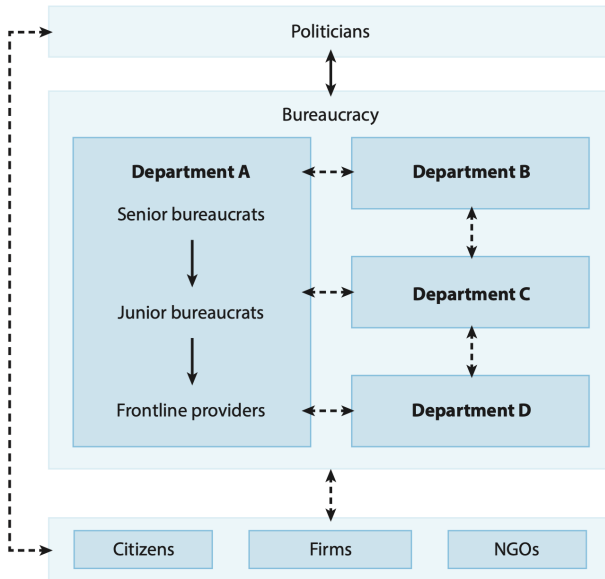 Politicians
Bureaucracy
Department A
Senior bureaucrats
Junior bureaucrats
Frontline providers
Department B
Department C
Department D
Citizens
Firms
NGOs